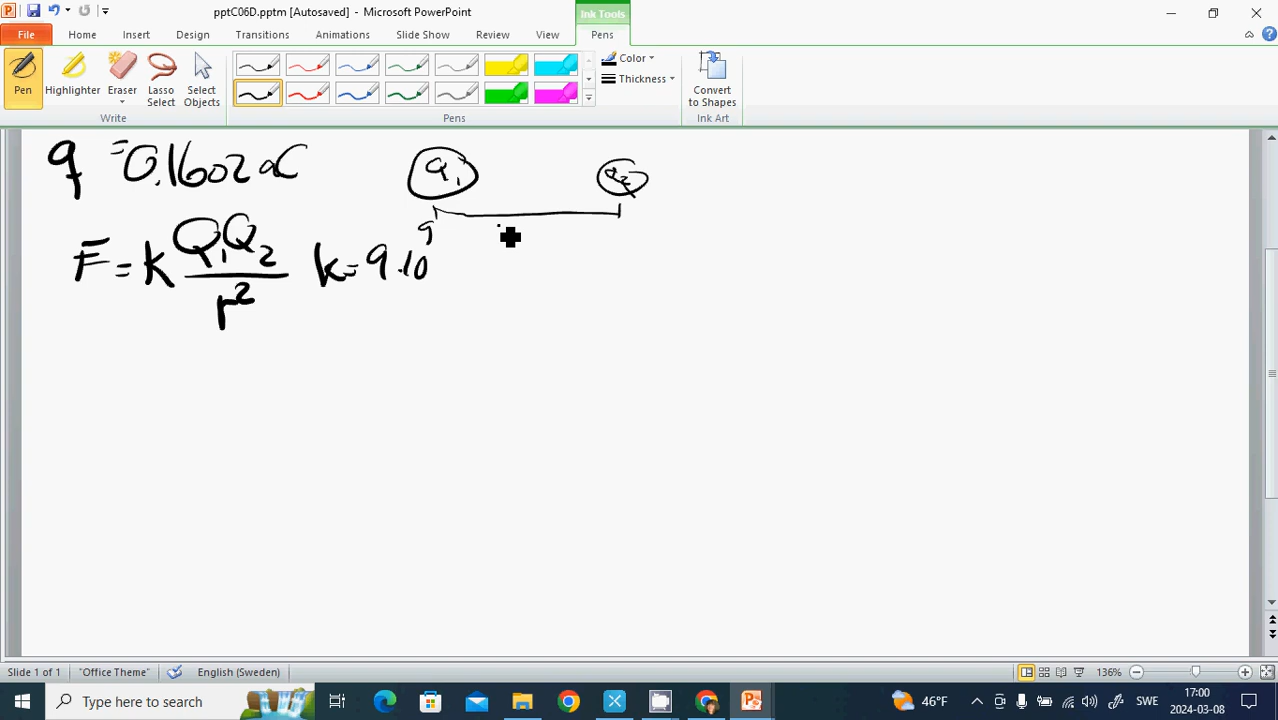 pptC06D.pptm [Autosaved] - Microsoft PowerPoint
Ink Tools
File Home Insert Design Transitions Animations Slide Show Review View Pens
Pen Highlighter Eraser Lasso Select Select Objects
Color
Thickness
Convert to Shapes
Write Pens Ink Art
q = 0.1602 aC
Q₁ Q₂
F = k Q₁Q₂ / r² k = 9·10⁹
Slide 1 of 1 "Office Theme" English (Sweden) 136%
Type here to search 46°F SWE 17:00
2024-03-08